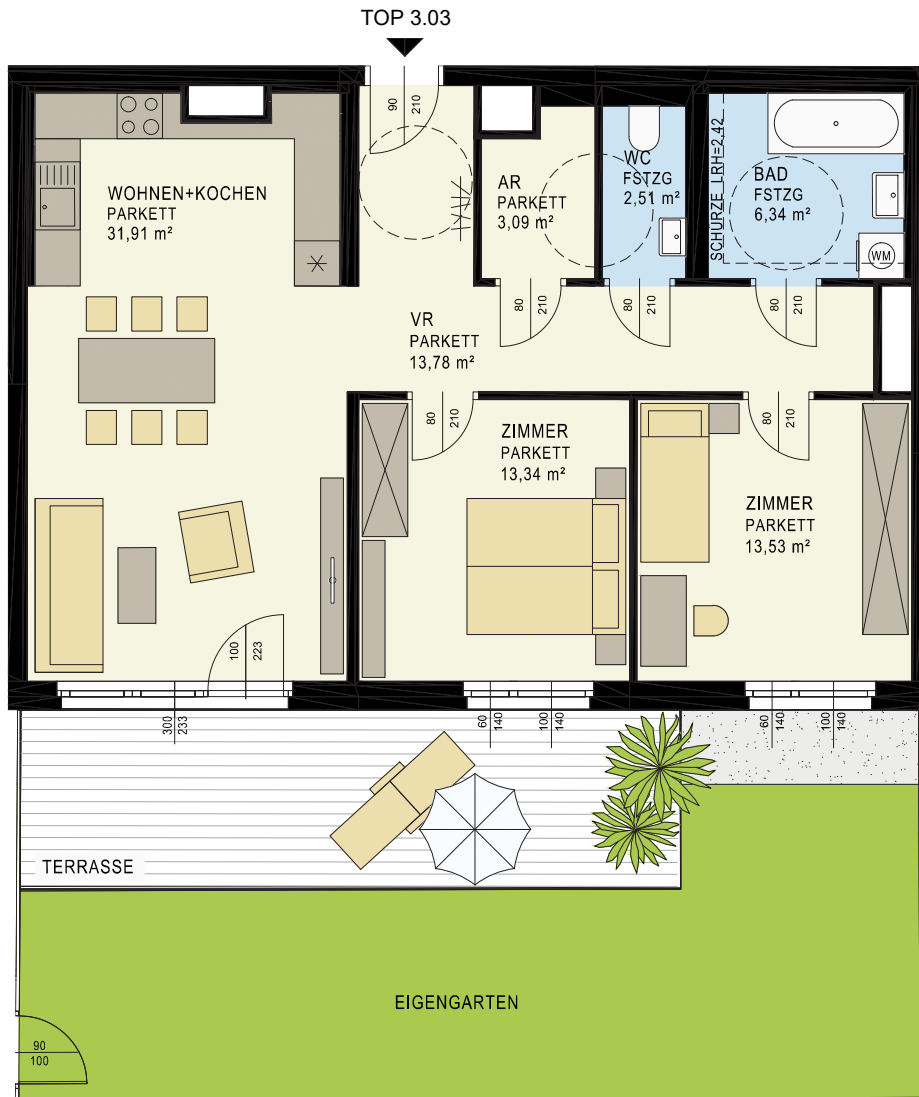 TOP 3.03
90
210
WOHNEN+KOCHEN
PARKETT
31,91 m²
AR
PARKETT
3,09 m²
WC
FSTZG
2,51 m²
SCHÜRZE LRH=2,42
BAD
FSTZG
6,34 m²
WM
80
210
80
210
80
210
VR
PARKETT
13,78 m²
80
210
80
210
ZIMMER
PARKETT
13,34 m²
ZIMMER
PARKETT
13,53 m²
100
223
300
233
60
140
100
140
60
140
100
140
TERRASSE
EIGENGARTEN
90
100